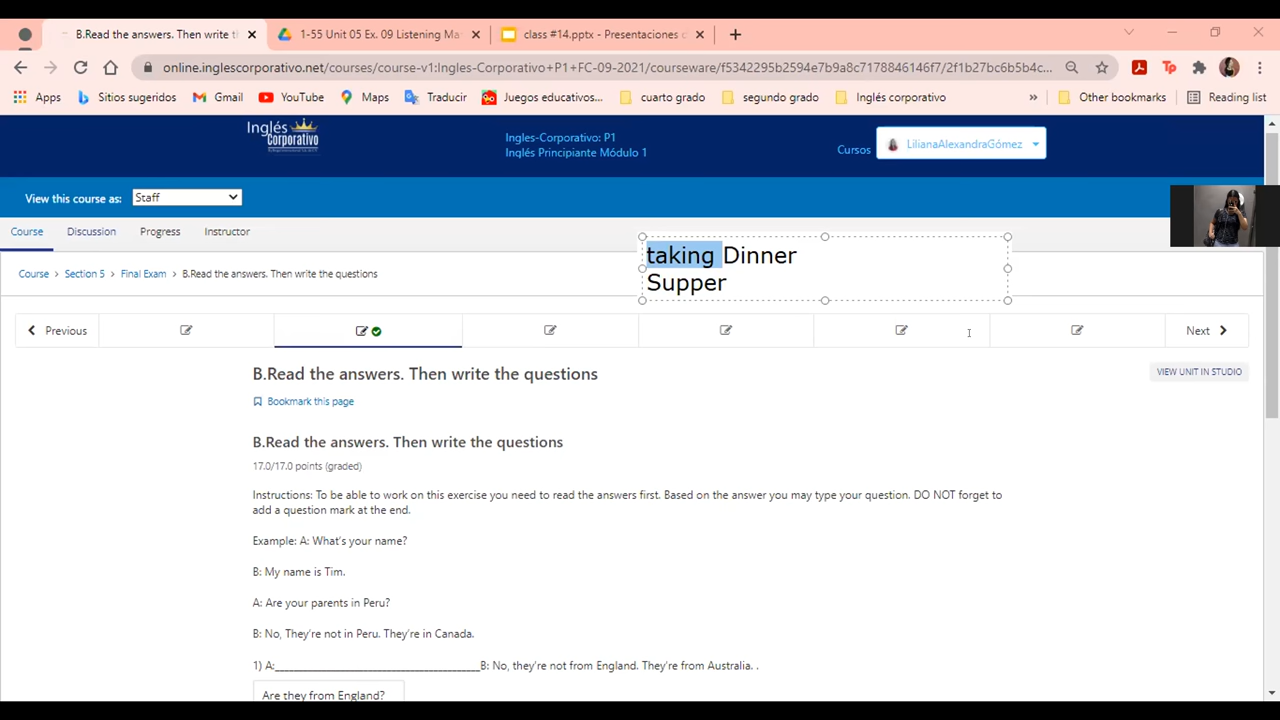 B.Read the answers. Then write th
1-55 Unit 05 Ex. 09 Listening Ma
class #14.pptx - Presentaciones c
online.inglescorporativo.net/courses/course-v1:Ingles-Corporativo+P1+FC-09-2021/courseware/f5342295b2594e7b9a8c7178846146f7/2f1b27bc6b5b4c...
Apps
Sitios sugeridos
Gmail
YouTube
Maps
Traducir
Juegos educativos...
cuarto grado
segundo grado
Inglés corporativo
»
Other bookmarks
Reading list
Inglés
Corporativo
Ingles-Corporativo: P1
Inglés Principiante Módulo 1
Cursos
LilianaAlexandraGómez
View this course as:
Staff
Course
Discussion
Progress
Instructor
taking Dinner
Supper
Course
Section 5
Final Exam
B.Read the answers. Then write the questions
Previous
Next
B.Read the answers. Then write the questions
VIEW UNIT IN STUDIO
Bookmark this page
B.Read the answers. Then write the questions
17.0/17.0 points (graded)
Instructions: To be able to work on this exercise you need to read the answers first. Based on the answer you may type your question. DO NOT forget to
add a question mark at the end.
Example: A: What's your name?
B: My name is Tim.
A: Are your parents in Peru?
B: No, They're not in Peru. They're in Canada.
1) A:_________________________________________B: No, they're not from England. They're from Australia. .
Are they from England?